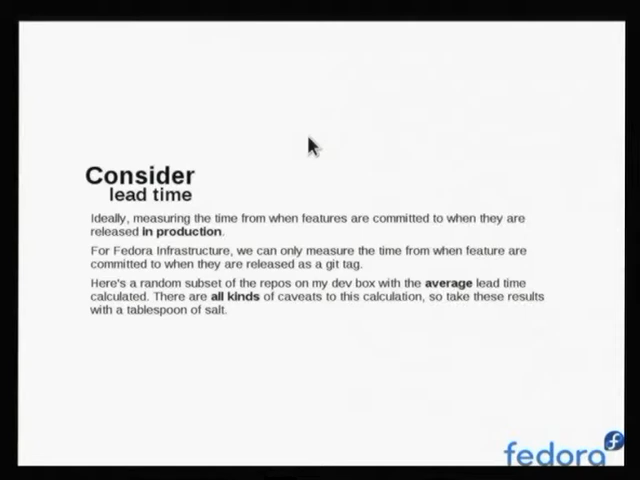 Consider
lead time
Ideally, measuring the time from when features are committed to when they are
released in production.
For Fedora Infrastructure, we can only measure the time from when feature are
committed to when they are released as a git tag.
Here's a random subset of the repos on my dev box with the average lead time
calculated. There are all kinds of caveats to this calculation, so take these results
with a tablespoon of salt.
fedora